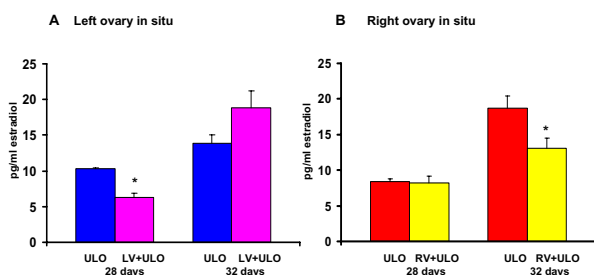 A Left ovary in situ
pg/ml estradiol
25
20
15
10
5
0
*
ULO LV+ULO ULO LV+ULO
28 days 32 days
B Right ovary in situ
pg/ml estradiol
25
20
15
10
5
0
*
ULO RV+ULO ULO RV+ULO
28 days 32 days